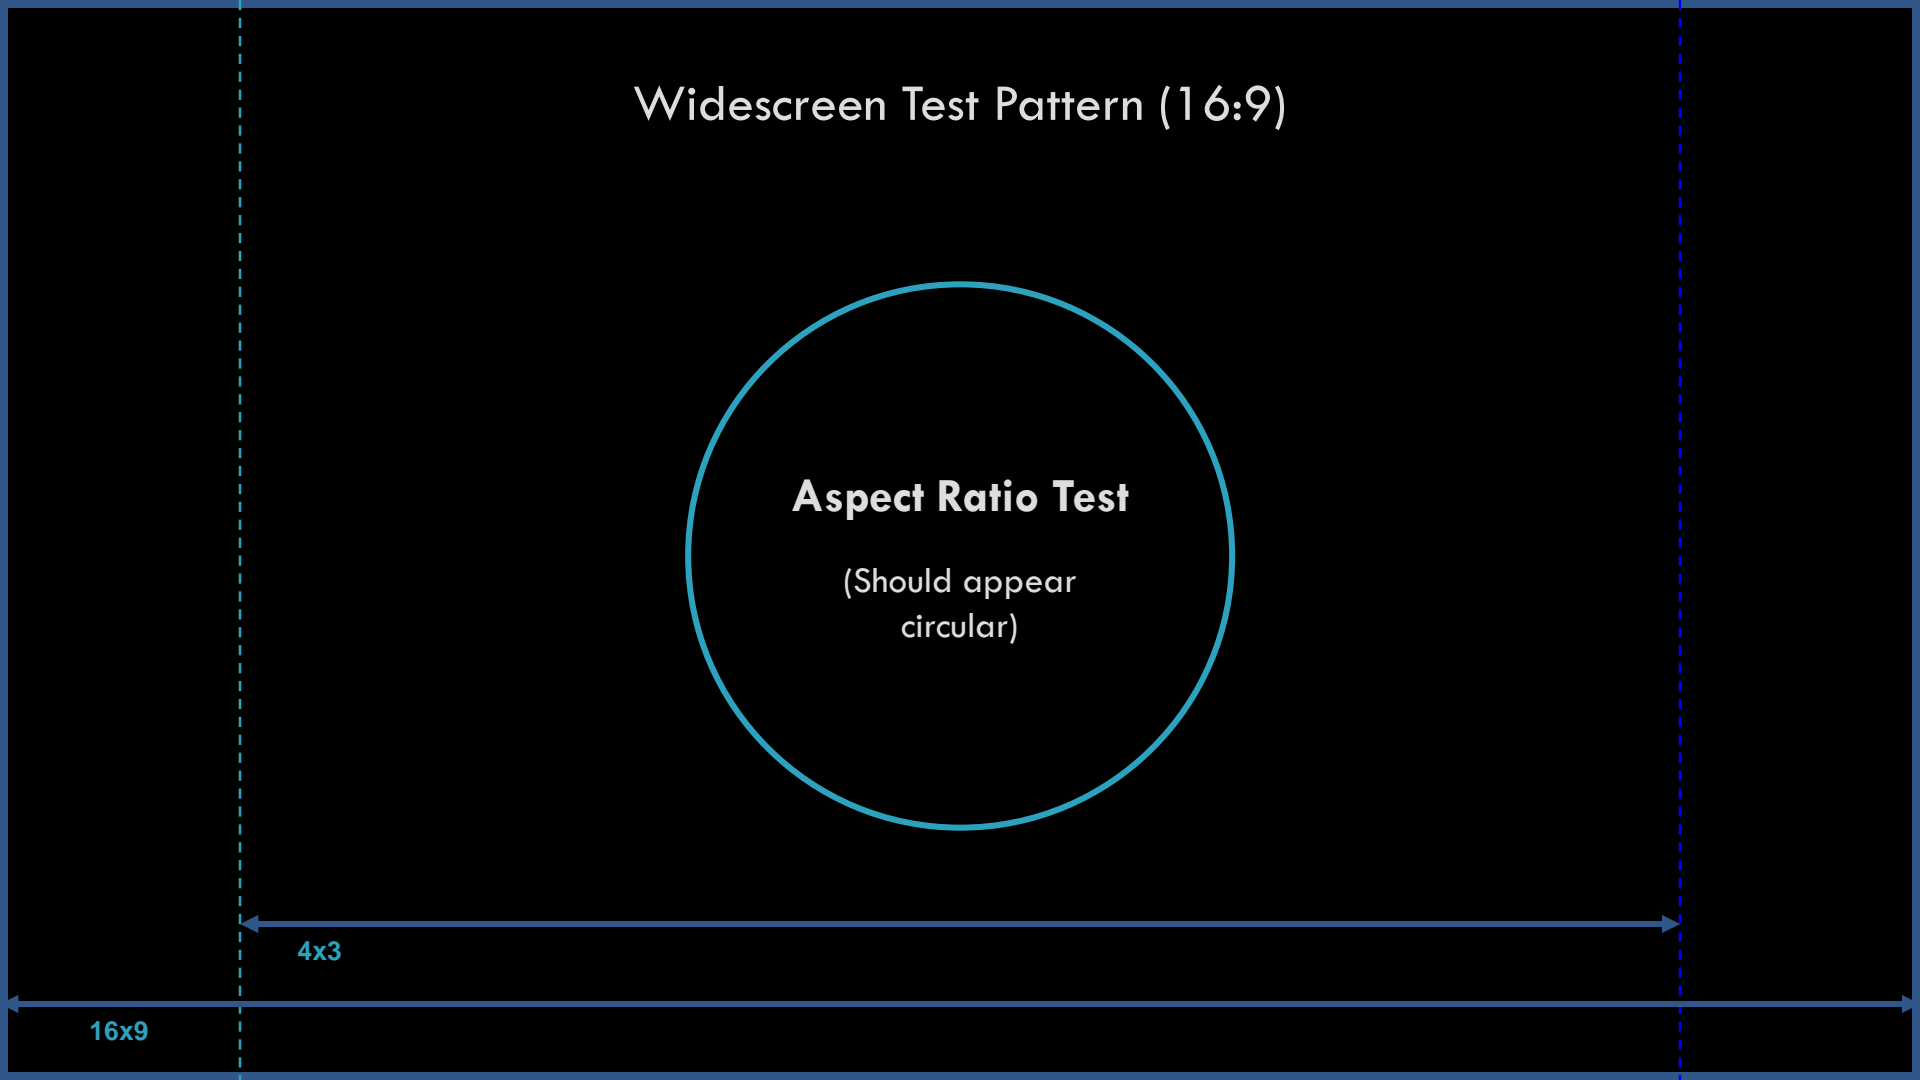 Widescreen Test Pattern (16:9)
Aspect Ratio Test
(Should appear
circular)
4x3
16x9